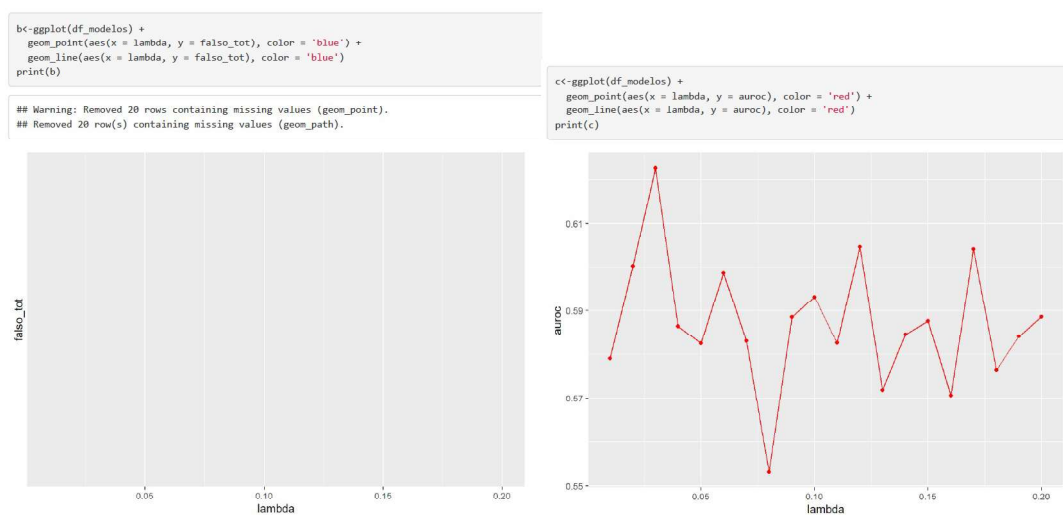 b<-ggplot(df_modelos) +
geom_point(aes(x = lambda, y = falso_tot), color = 'blue') +
geom_line(aes(x = lambda, y = falso_tot), color = 'blue')
print(b)
## Warning: Removed 20 rows containing missing values (geom_point).
## Removed 20 row(s) containing missing values (geom_path).
falso_tot
0.05
0.10
0.15
0.20
lambda
c<-ggplot(df_modelos) +
geom_point(aes(x = lambda, y = auroc), color = 'red') +
geom_line(aes(x = lambda, y = auroc), color = 'red')
print(c)
auroc
0.61
0.59
0.57
0.55
0.05
0.10
0.15
0.20
lambda